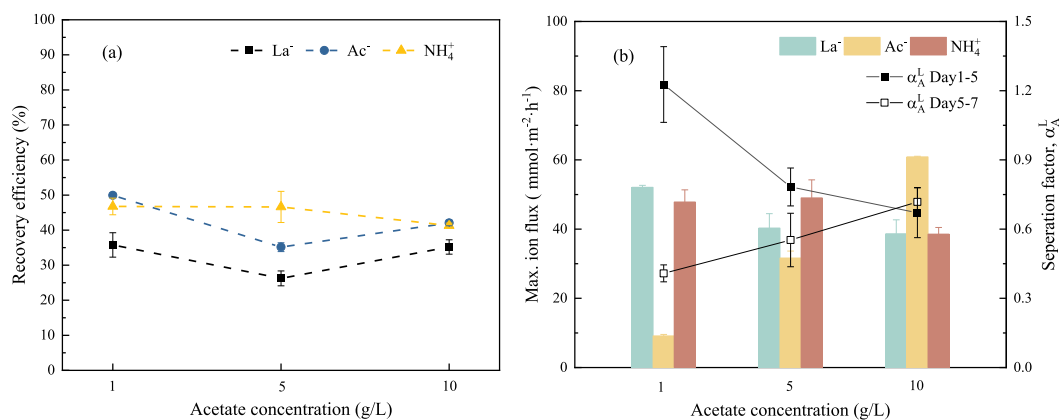 (a)
La⁻ Ac⁻ NH₄⁺
Recovery efficiency (%)
100
90
80
70
60
50
40
30
20
10
0
1 5 10
Acetate concentration (g/L)
(b)
La⁻ Ac⁻ NH₄⁺
α_A^L Day1-5
α_A^L Day5-7
Max. ion flux ( mmol·m⁻²·h⁻¹)
100
80
60
40
20
0
1 5 10
Acetate concentration (g/L)
1.5
1.2
0.9
0.6
0.3
0.0
Seperation factor, α_A^L